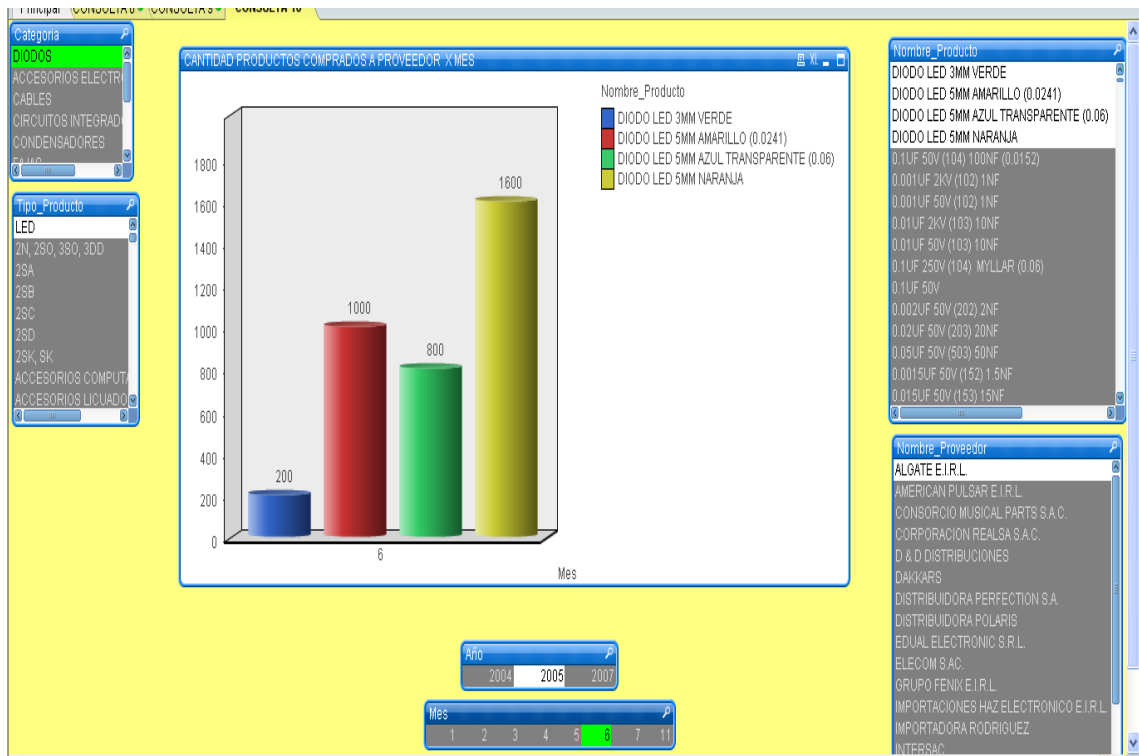 Principal
CONSULTA 8
CONSULTA 9
CONSULTA 10
Categoria
DIODOS
ACCESORIOS ELECTR
CABLES
CIRCUITOS INTEGRAD
CONDENSADORES
FAJAS
Tipo_Producto
LED
2N, 2SO, 3SO, 3DD
2SA
2SB
2SC
2SD
2SK, SK
ACCESORIOS COMPUTA
ACCESORIOS LICUADO
CANTIDAD PRODUCTOS COMPRADOS A PROVEEDOR X MES
XL
1800
1600
1400
1200
1000
800
600
400
200
0
200
1000
800
1600
6
Mes
Nombre_Producto
DIODO LED 3MM VERDE
DIODO LED 5MM AMARILLO (0.0241)
DIODO LED 5MM AZUL TRANSPARENTE (0.06)
DIODO LED 5MM NARANJA
Año
2004 2005 2007
Mes
1 2 3 4 5 6 7 11
Nombre_Producto
DIODO LED 3MM VERDE
DIODO LED 5MM AMARILLO (0.0241)
DIODO LED 5MM AZUL TRANSPARENTE (0.06)
DIODO LED 5MM NARANJA
0.1UF 50V (104) 100NF (0.0152)
0.001UF 2KV (102) 1NF
0.001UF 50V (102) 1NF
0.01UF 2KV (103) 10NF
0.01UF 50V (103) 10NF
0.1UF 250V (104) MYLLAR (0.06)
0.1UF 50V
0.002UF 50V (202) 2NF
0.02UF 50V (203) 20NF
0.05UF 50V (503) 50NF
0.0015UF 50V (152) 1.5NF
0.015UF 50V (153) 15NF
Nombre_Proveedor
ALGATE E.I.R.L.
AMERICAN PULSAR E.I.R.L.
CONSORCIO MUSICAL PARTS S.A.C.
CORPORACION REALSA S.A.C.
D & D DISTRIBUCIONES
DAKKARS
DISTRIBUIDORA PERFECTION S.A.
DISTRIBUIDORA POLARIS
EDUAL ELECTRONIC S.R.L.
ELECOM S.AC.
GRUPO FENIX E.I.R.L.
IMPORTACIONES HAZ ELECTRONICO E.I.R.L.
IMPORTADORA RODRIGUEZ
INTERSAC